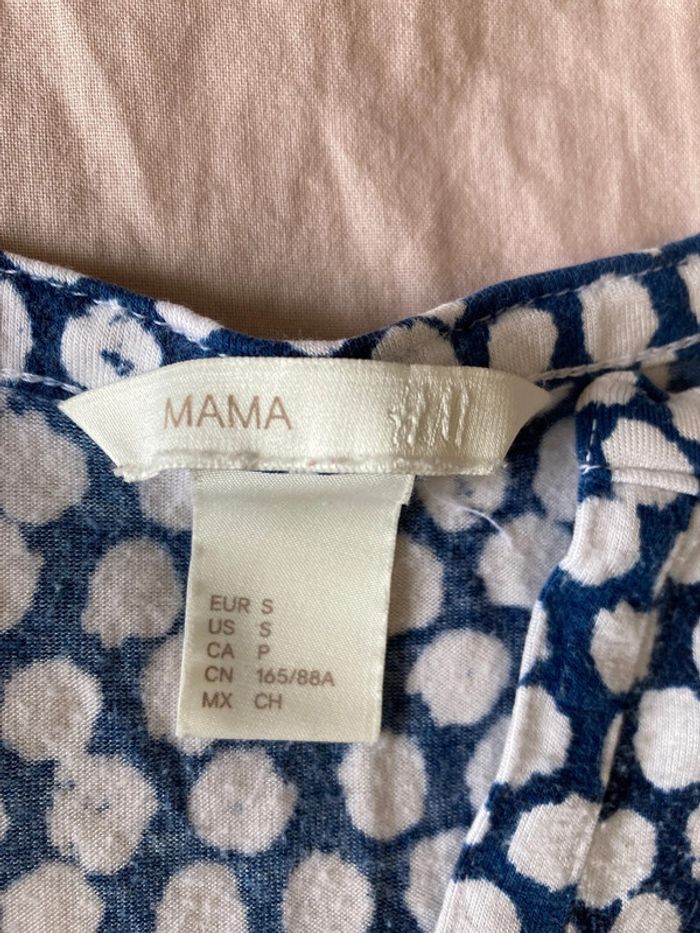 MAMA H&M
EUR S
US S
CA P
CN 165/88A
MX CH